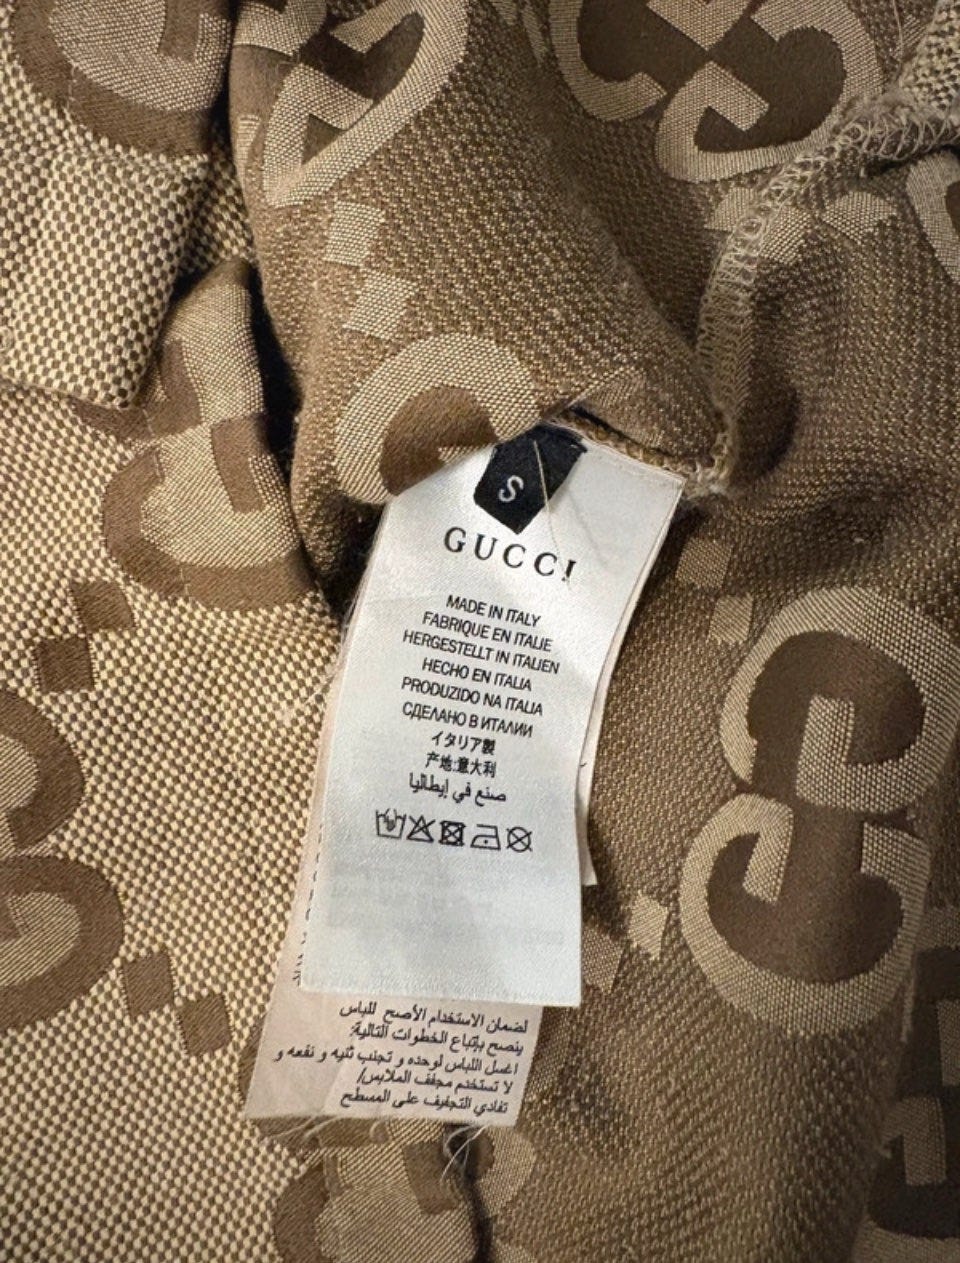 S
GUCCI
MADE IN ITALY
FABRIQUE EN ITALIE
HERGESTELLT IN ITALIEN
HECHO EN ITALIA
PRODUZIDO NA ITALIA
СДЕЛАНО В ИТАЛИИ
イタリア製
产地:意大利
صنع في إيطاليا
لضمان الاستخدام الأصح للباس
ينصح بإتباع الخطوات التالية:
اغسل اللباس لوحده و تجنب ثنيه و نقعه و
لا تستخدم مجفف الملابس/
تفادي التجفيف على المسطح